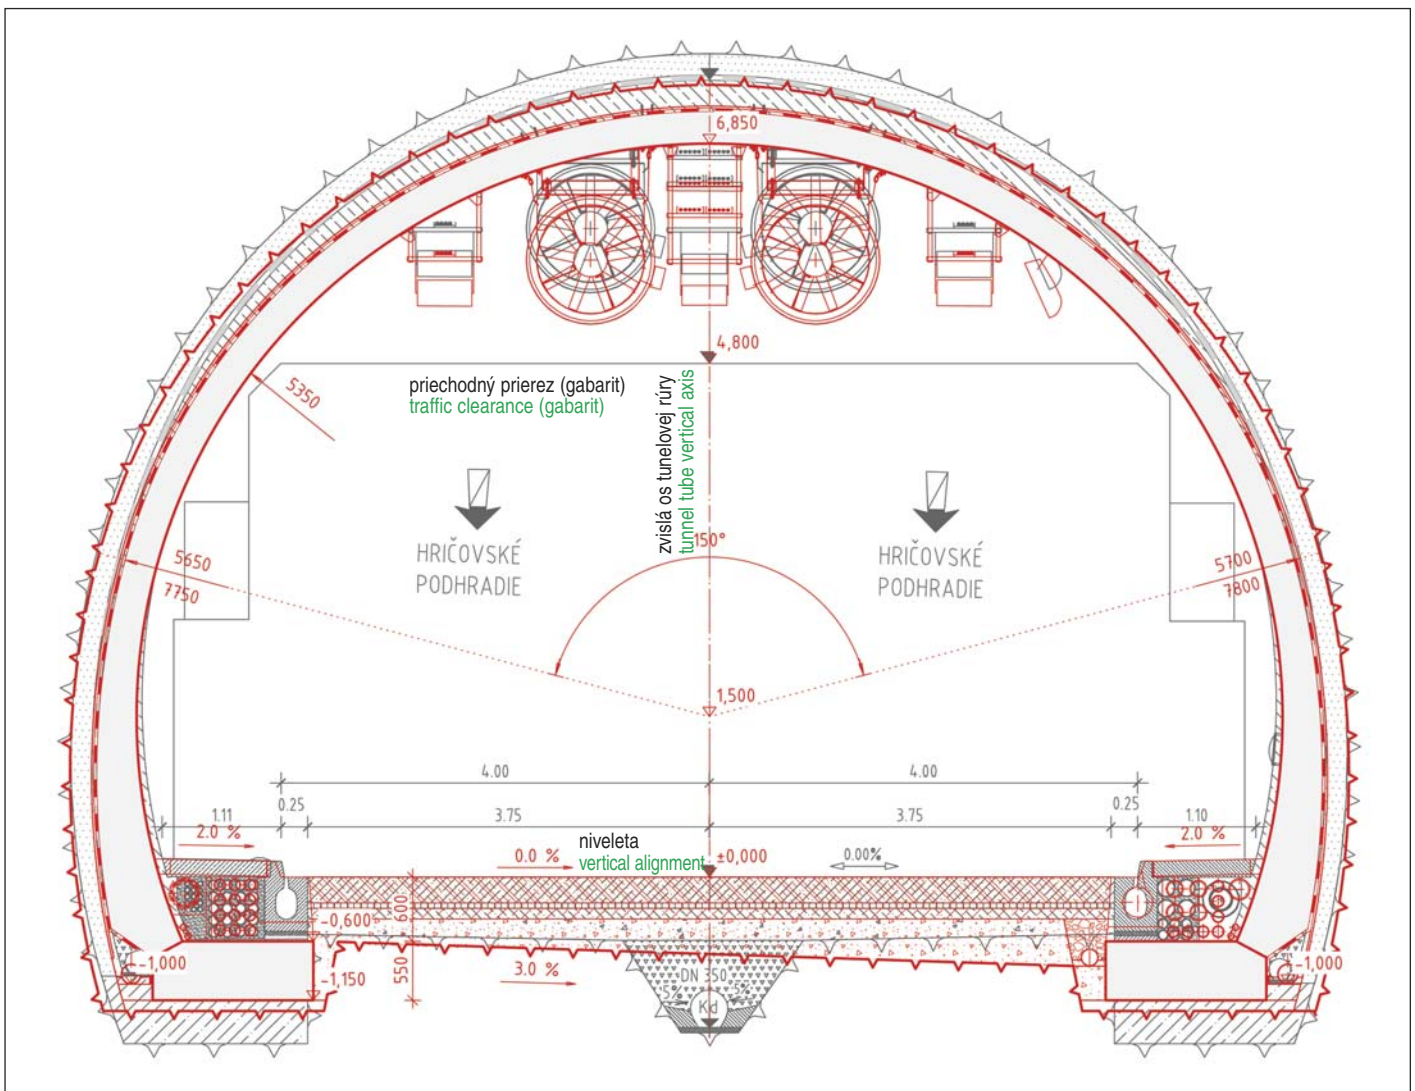 6,850
4,800
priechodný prierez (gabarit)
traffic clearance (gabarit)
zvislá os tunelovej rúry
tunnel tube vertical axis
5350
HRIČOVSKÉ
PODHRADIE
HRIČOVSKÉ
PODHRADIE
150°
5650
7750
5700
7800
1,500
4.00
4.00
1.11
0.25
3.75
3.75
0.25
1.10
2.0 %
0.0 %
niveleta
vertical alignment
±0,000
0.00%
2.0 %
600
-0,600
-1,000
-1,000
550
-1,150
3.0 %
DN 350
5%
5%
Kd